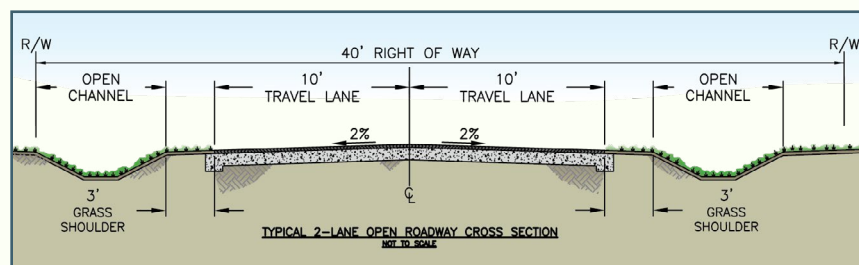 R/W
R/W
40' RIGHT OF WAY
OPEN
CHANNEL
10'
TRAVEL LANE
10'
TRAVEL LANE
OPEN
CHANNEL
2%
2%
3'
GRASS
SHOULDER
℄
3'
GRASS
SHOULDER
TYPICAL 2-LANE OPEN ROADWAY CROSS SECTION
NOT TO SCALE